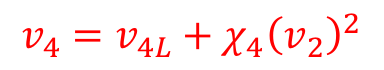 v₄ = v₄L + χ₄(v₂)²